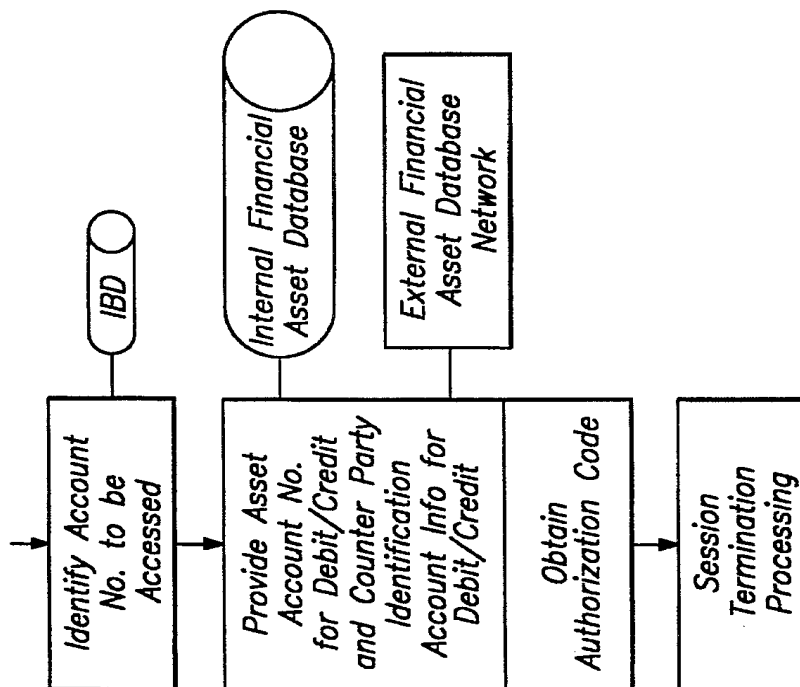 Identify Account
No. to be
Accessed
IBD
Provide Asset
Account No.
for Debit/Credit
and Counter Party
Identification
Account Info for
Debit/Credit
Internal Financial
Asset Database
External Financial
Asset Database
Network
Obtain
Authorization Code
Session
Termination
Processing